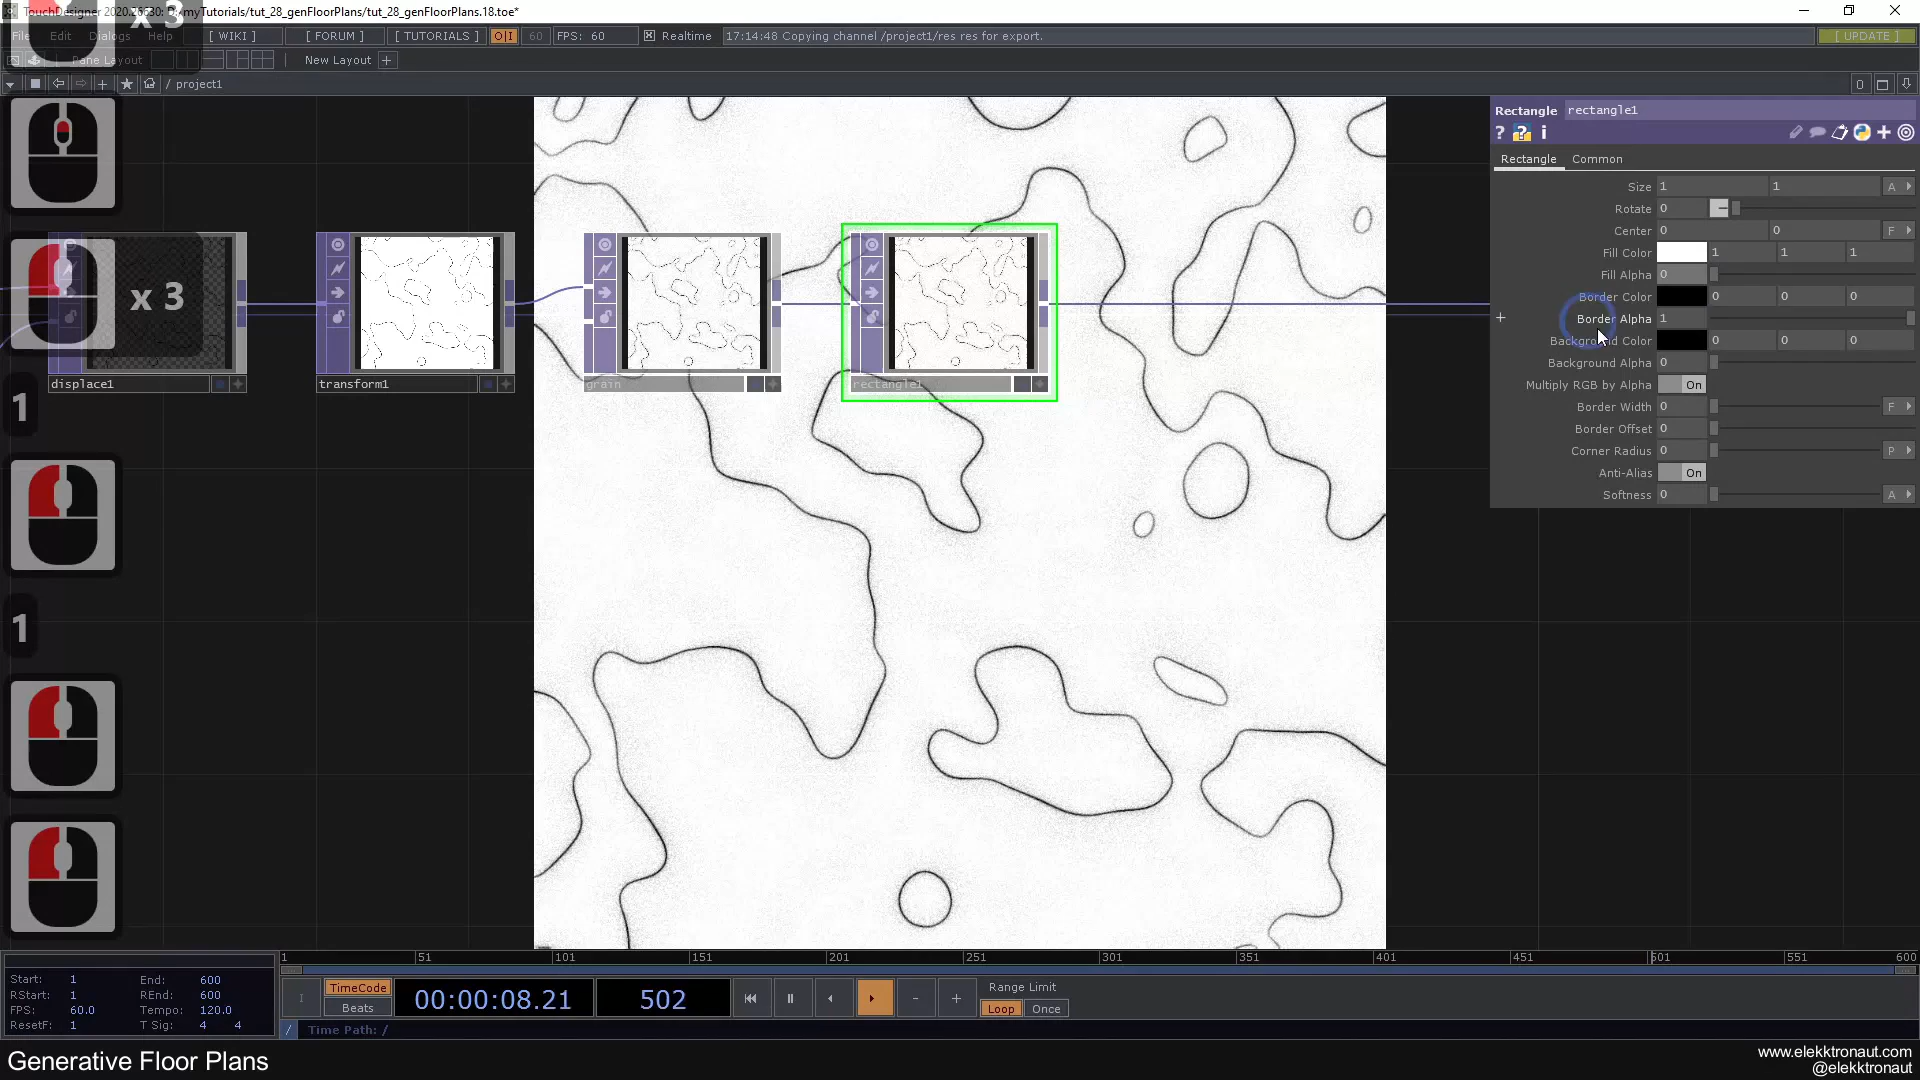 TouchDesigner 2020.26630: D:/myTutorials/tut_28_genFloorPlans/tut_28_genFloorPlans.18.toe*
x 3
File Edit Dialogs Help [ WIKI ] [ FORUM ] [ TUTORIALS ] O|I 60 FPS: 60 Realtime 17:14:48 Copying channel /project1/res res for export. [ UPDATE ]
Pane Layout New Layout +
/ project1 0
Rectangle rectangle1
? ? i
Rectangle Common
Size 1 1 A
Rotate 0
Center 0 0 F
Fill Color 1 1 1
Fill Alpha 0
Border Color 0 0 0
Border Alpha 1
Background Color 0 0 0
Background Alpha 0
Multiply RGB by Alpha On
Border Width 0 F
Border Offset 0
Corner Radius 0 P
Anti-Alias On
Softness 0 A
x 3
displace1
transform1
grain
rectangle1
1
1
1 51 101 151 201 251 301 351 401 451 501 551 600
Start: 1 End: 600
RStart: 1 REnd: 600
FPS: 60.0 Tempo: 120.0
ResetF: 1 T Sig: 4 4
TimeCode
Beats
00:00:08.21
502
Range Limit
Loop Once
/ Time Path: /
Generative Floor Plans
www.elekktronaut.com
@elekktronaut